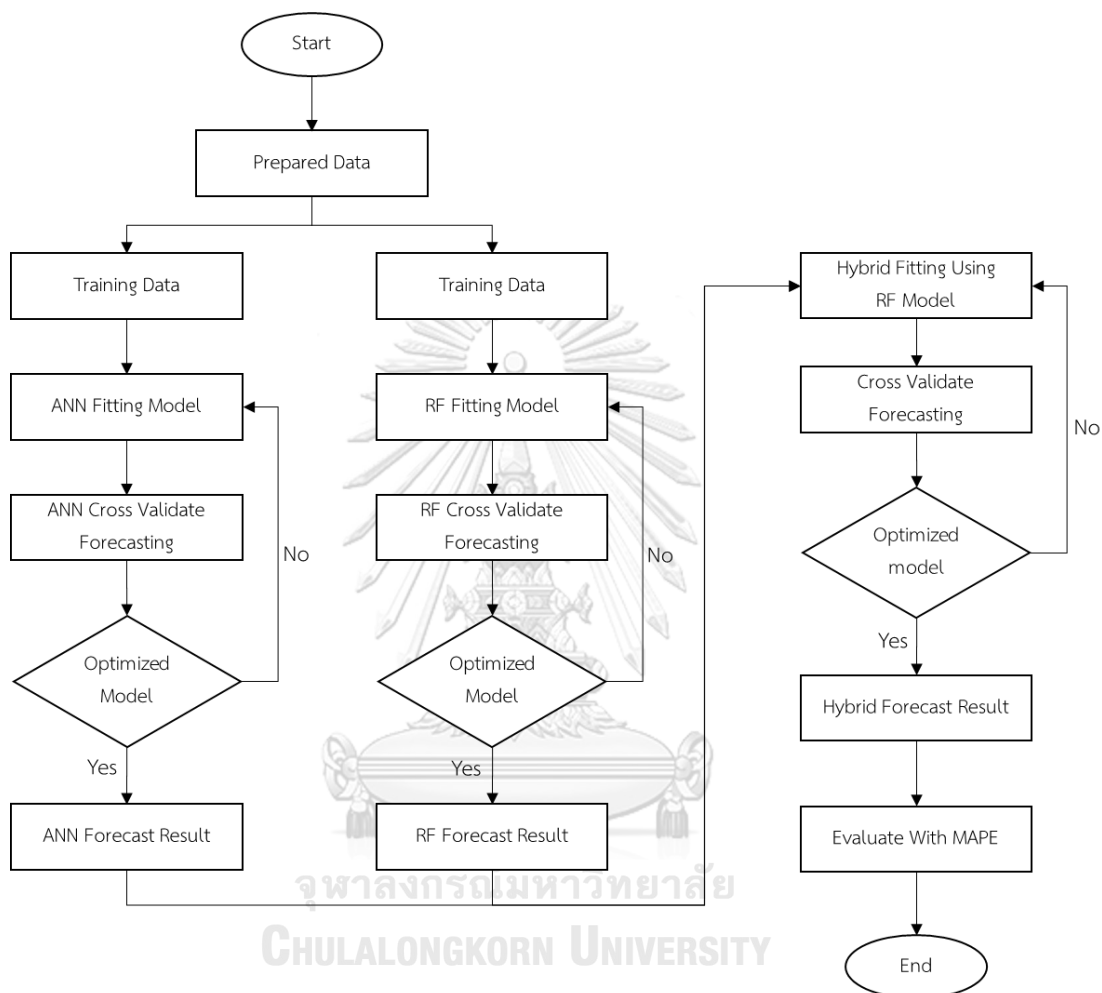 Start
Prepared Data
Training Data
ANN Fitting Model
ANN Cross Validate
Forecasting
No
Optimized
Model
Yes
ANN Forecast Result
Training Data
RF Fitting Model
RF Cross Validate
Forecasting
No
Optimized
Model
Yes
RF Forecast Result
Hybrid Fitting Using
RF Model
Cross Validate
Forecasting
No
Optimized
model
Yes
Hybrid Forecast Result
Evaluate With MAPE
End
จุฬาลงกรณ์มหาวิทยาลัย
CHULALONGKORN UNIVERSITY